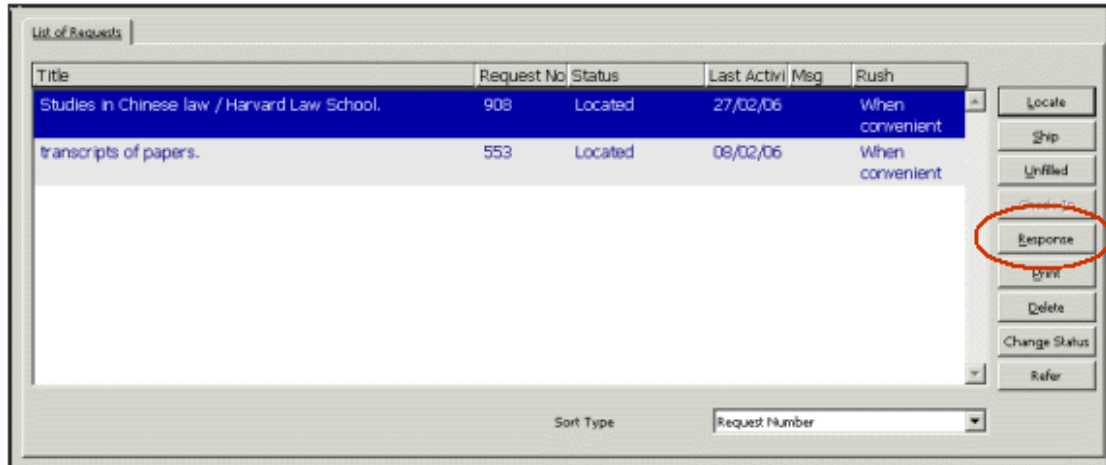 List of Requests
Title Request No Status Last Activi Msg Rush
Studies in Chinese law / Harvard Law School. 908 Located 27/02/06 When
convenient
transcripts of papers. 553 Located 08/02/06 When
convenient
Locate
Ship
Unfilled
Check-In
Response
Print
Delete
Change Status
Refer
Sort Type Request Number